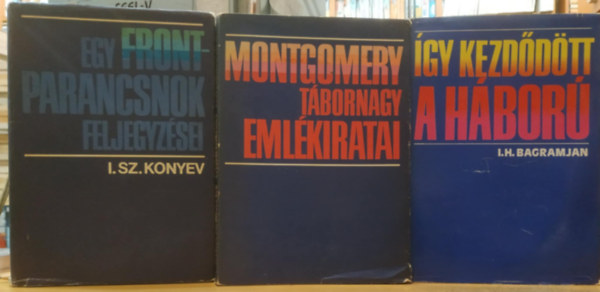 EGY FRONT
PARANCSNOK
FELJEGYZÉSEI
I. SZ. KONYEV
MONTGOMERY
TÁBORNAGY
EMLÉKIRATAI
ÍGY KEZDŐDÖTT
A HÁBORÚ
I.H. BAGRAMJAN